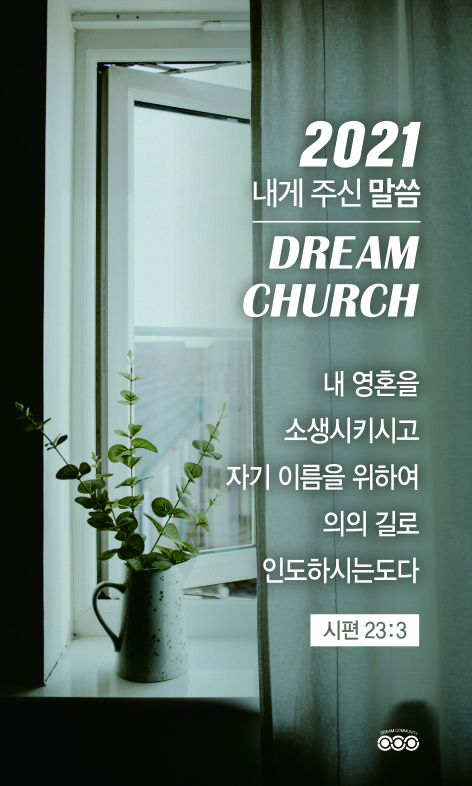 2021
내게 주신 말씀
DREAM
CHURCH
내 영혼을
소생시키시고
자기 이름을 위하여
의의 길로
인도하시는도다
시편 23:3
DREAM COMMUNITY